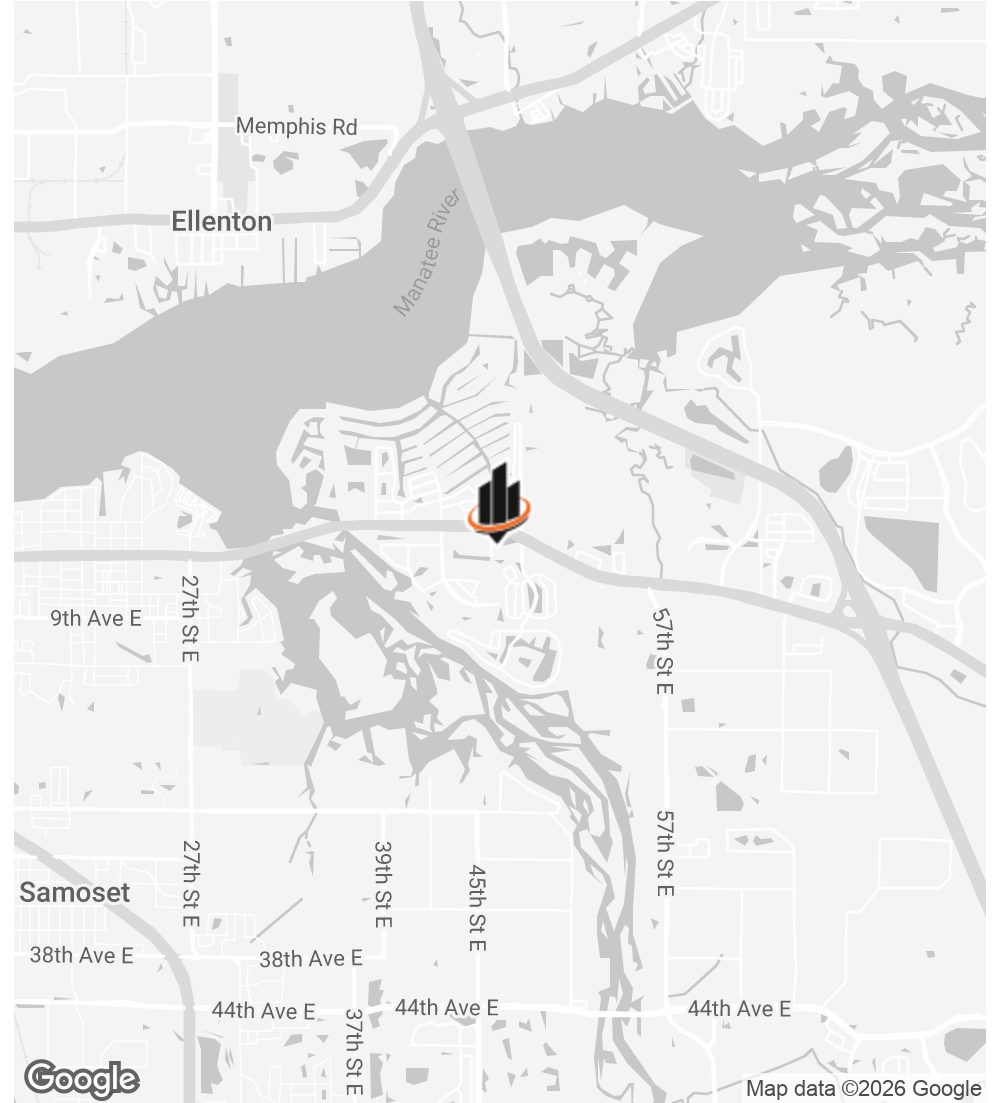 Memphis Rd
Ellenton
Manatee River
27th St E
9th Ave E
57th St E
57th St E
27th St E
39th St E
45th St E
Samoset
38th Ave E
38th Ave E
44th Ave E
44th Ave E
44th Ave E
37th St E
Google
Map data ©2026 Google